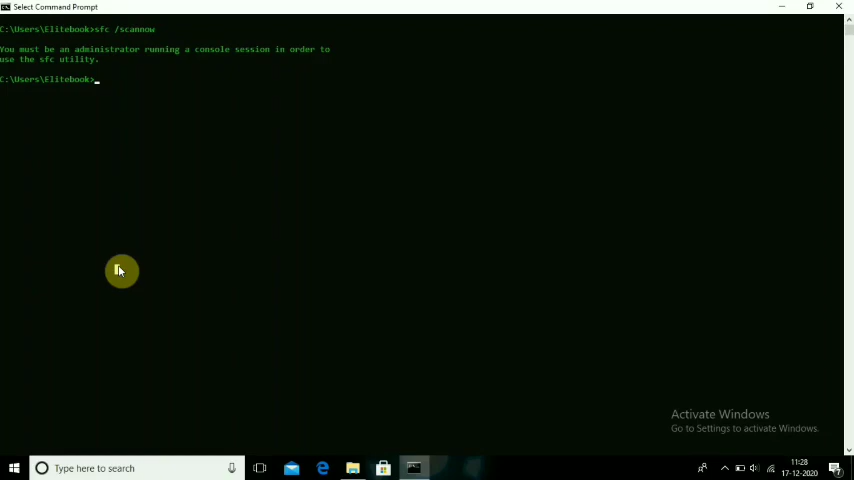 Select Command Prompt
C:\Users\Elitebook>sfc /scannow
You must be an administrator running a console session in order to
use the sfc utility.
C:\Users\Elitebook>
Activate Windows
Go to Settings to activate Windows.
Type here to search
11:28
17-12-2020
7